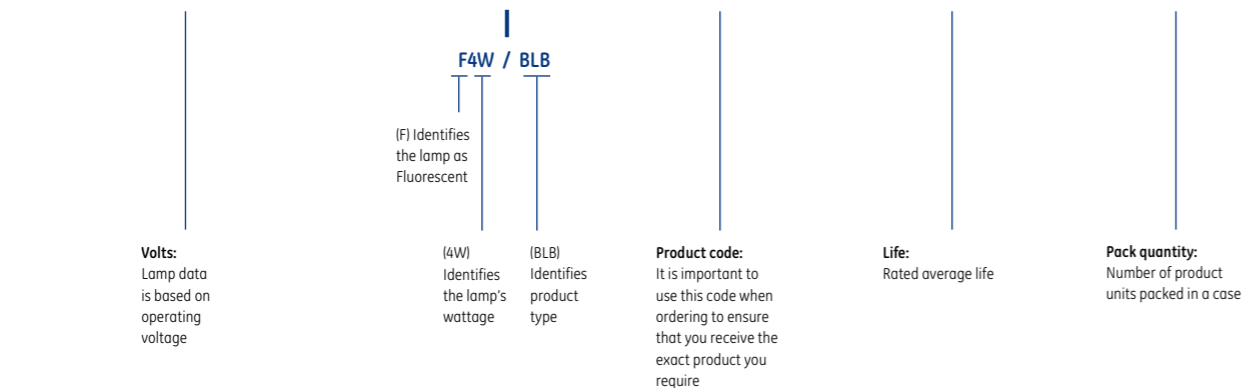 F4W / BLB
(F) Identifies
the lamp as
Fluorescent
Volts:
Lamp data
is based on
operating
voltage
(4W)
Identifies
the lamp's
wattage
(BLB)
Identifies
product
type
Product code:
It is important to
use this code when
ordering to ensure
that you receive the
exact product you
require
Life:
Rated average life
Pack quantity:
Number of product
units packed in a case